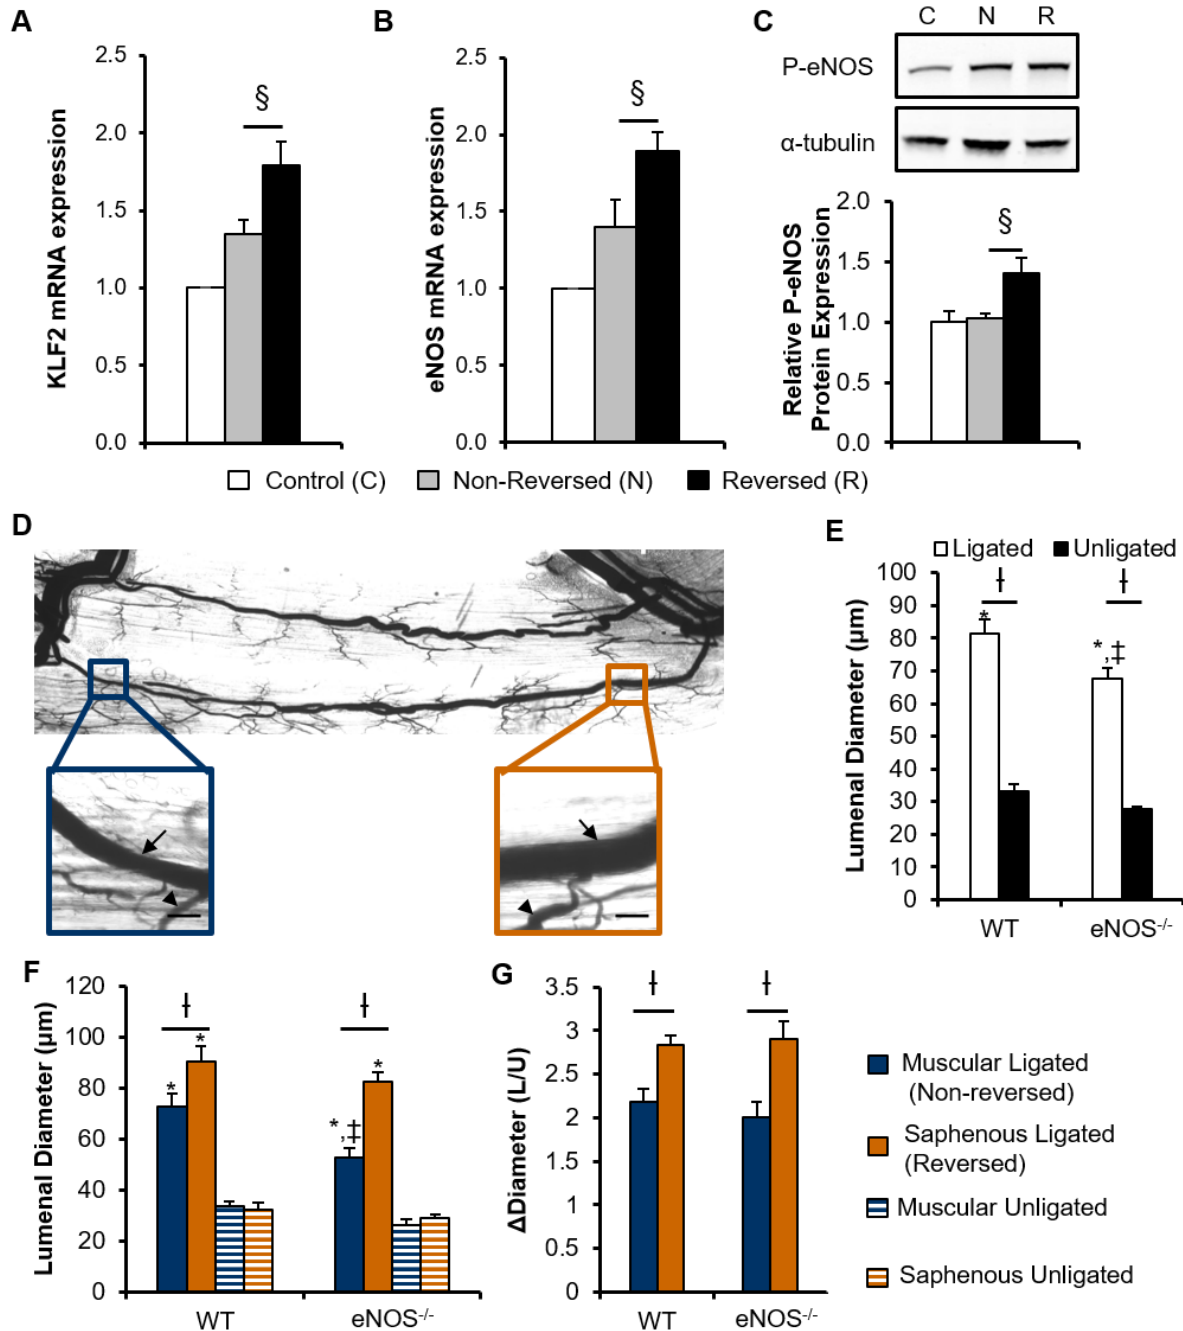 A
KLF2 mRNA expression
2.5
2.0
1.5
1.0
0.5
0.0
§
B
eNOS mRNA expression
2.5
2.0
1.5
1.0
0.5
0.0
§
C
C N R
P-eNOS
α-tubulin
Relative P-eNOS
Protein Expression
2.0
1.5
1.0
0.5
0.0
§
Control (C) Non-Reversed (N) Reversed (R)
D
E
Ligated Unligated
Lumenal Diameter (µm)
100
90
80
70
60
50
40
30
20
10
0
ƚ ƚ
* *,‡
WT eNOS-/-
F
Lumenal Diameter (µm)
120
100
80
60
40
20
0
ƚ ƚ
* * *,‡ *
WT eNOS-/-
G
ΔDiameter (L/U)
3.5
3
2.5
2
1.5
1
0.5
0
ƚ ƚ
WT eNOS-/-
Muscular Ligated
(Non-reversed)
Saphenous Ligated
(Reversed)
Muscular Unligated
Saphenous Unligated